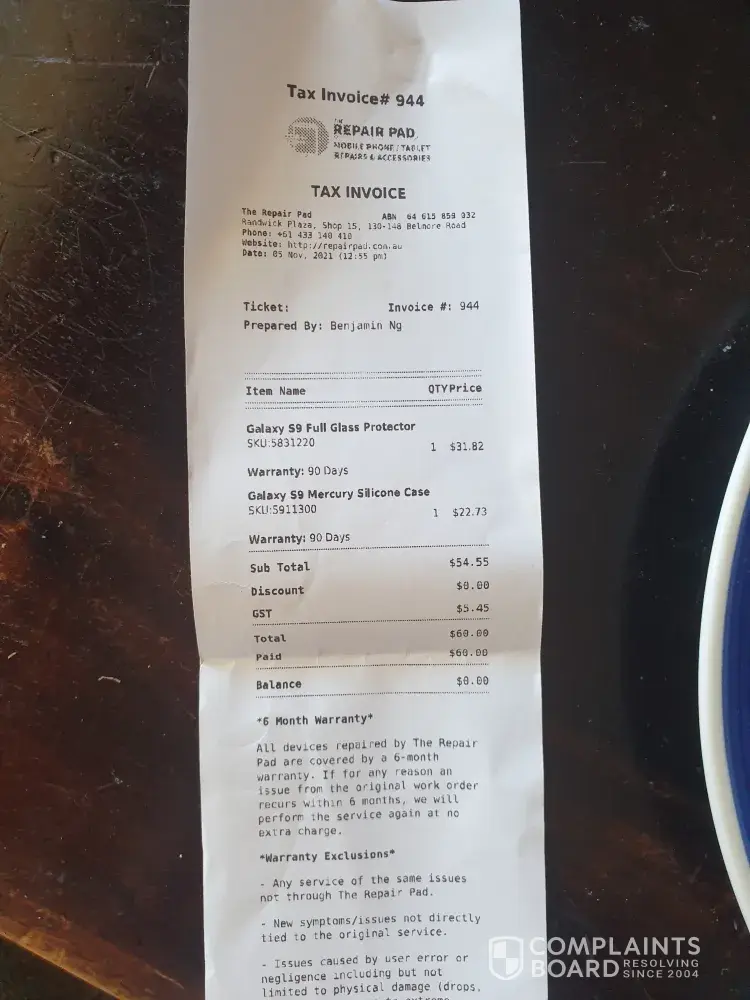 Tax Invoice# 944
THE
REPAIR PAD
MOBILE PHONE / TABLET
REPAIRS & ACCESSORIES
TAX INVOICE
The Repair Pad ABN 64 615 859 032
Randwick Plaza, Shop 15, 130-148 Belmore Road
Phone: +61 433 140 410
Website: http://repairpad.com.au
Date: 05 Nov, 2021 (12:55 pm)
Ticket: Invoice #: 944
Prepared By: Benjamin Ng
Item Name QTY Price
Galaxy S9 Full Glass Protector
SKU:5831220
1 $31.82
Warranty: 90 Days
Galaxy S9 Mercury Silicone Case
SKU:5911300
1 $22.73
Warranty: 90 Days
Sub Total $54.55
Discount $0.00
GST $5.45
Total $60.00
Paid $60.00
Balance $0.00
*6 Month Warranty*
All devices repaired by The Repair
Pad are covered by a 6-month
warranty. If for any reason an
issue from the original work order
recurs within 6 months, we will
perform the service again at no
extra charge.
*Warranty Exclusions*
- Any service of the same issues
not through The Repair Pad.
- New symptoms/issues not directly
tied to the original service.
- Issues caused by user error or
negligence including but not
limited to physical damage (drops,
extreme
COMPLAINTS
BOARD RESOLVING
SINCE 2004